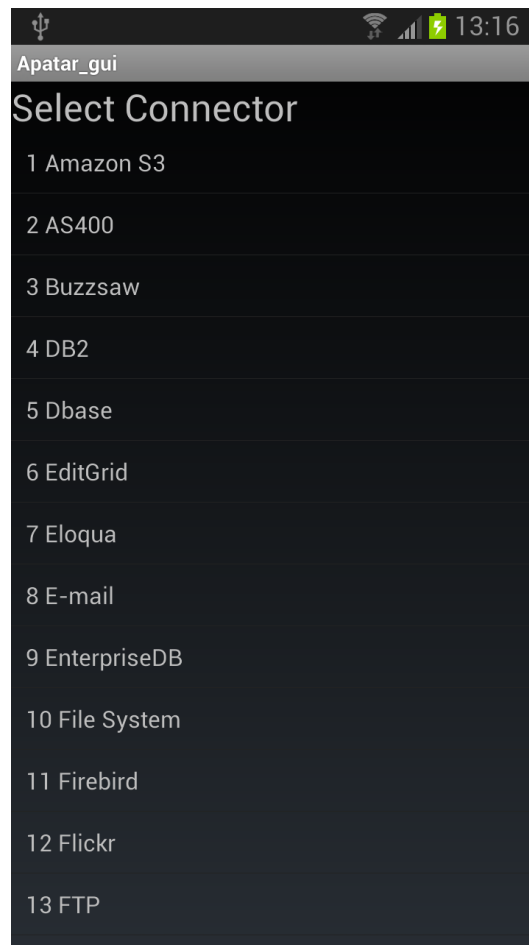 13:16
Apatar_gui
Select Connector
1 Amazon S3
2 AS400
3 Buzzsaw
4 DB2
5 Dbase
6 EditGrid
7 Eloqua
8 E-mail
9 EnterpriseDB
10 File System
11 Firebird
12 Flickr
13 FTP